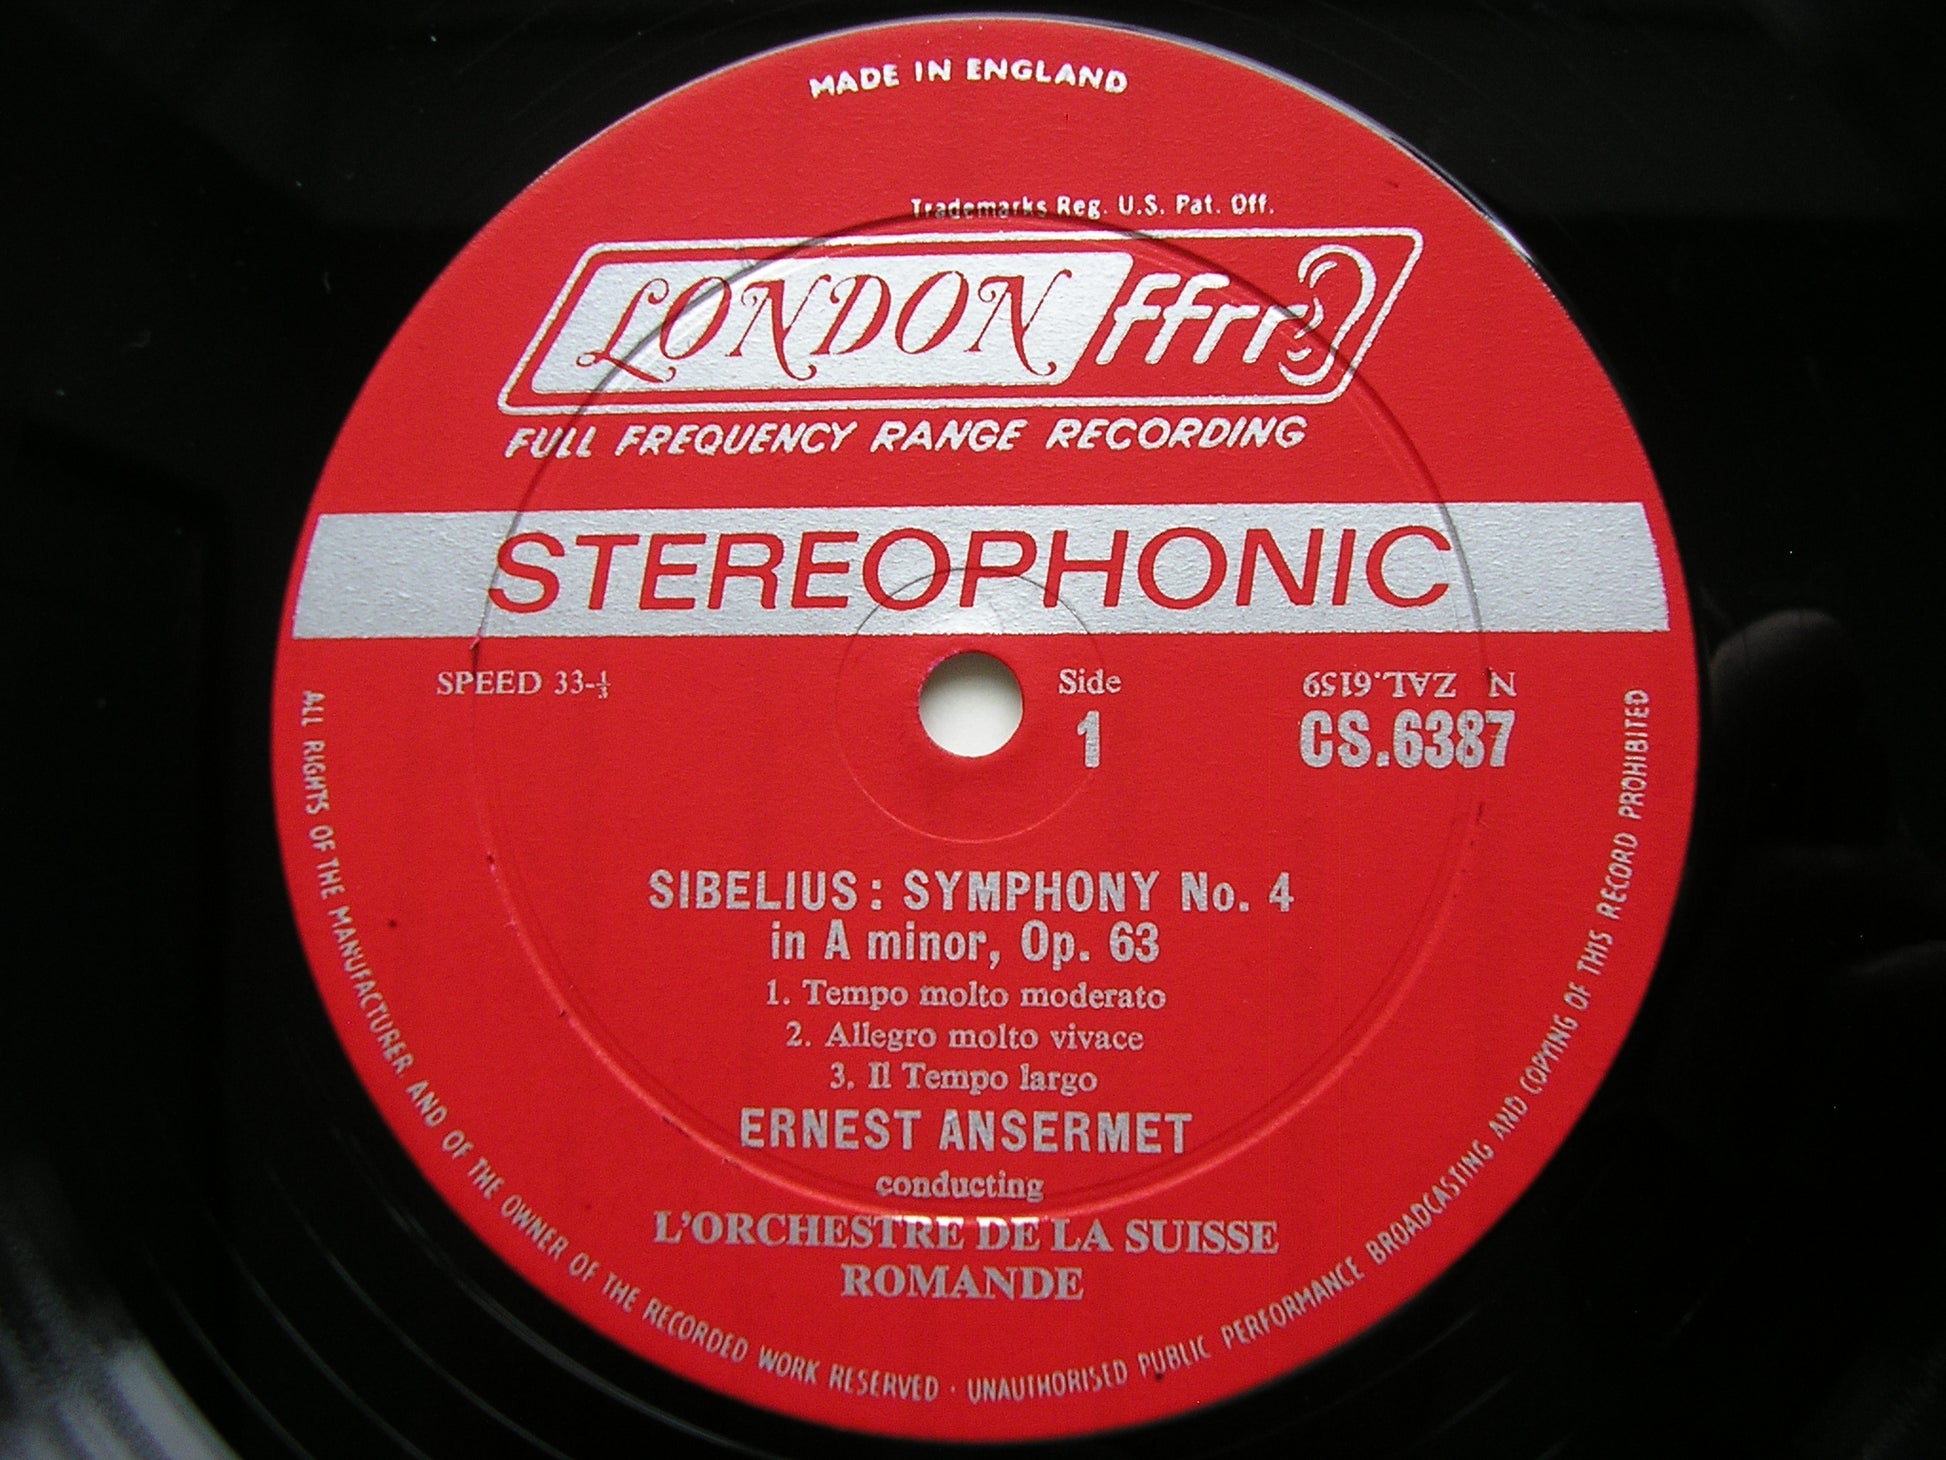 MADE IN ENGLAND
Trademarks Reg. U.S. Pat. Off.
LONDON ffrr
FULL FREQUENCY RANGE RECORDING
STEREOPHONIC
SPEED 33-⅓
Side
1
N ZAL.6159
CS.6387
SIBELIUS: SYMPHONY No. 4
in A minor, Op. 63
1. Tempo molto moderato
2. Allegro molto vivace
3. Il Tempo largo
ERNEST ANSERMET
conducting
L'ORCHESTRE DE LA SUISSE
ROMANDE
ALL RIGHTS OF THE MANUFACTURER AND OF THE OWNER OF THE RECORDED WORK RESERVED · UNAUTHORISED PUBLIC PERFORMANCE BROADCASTING AND COPYING OF THIS RECORD PROHIBITED